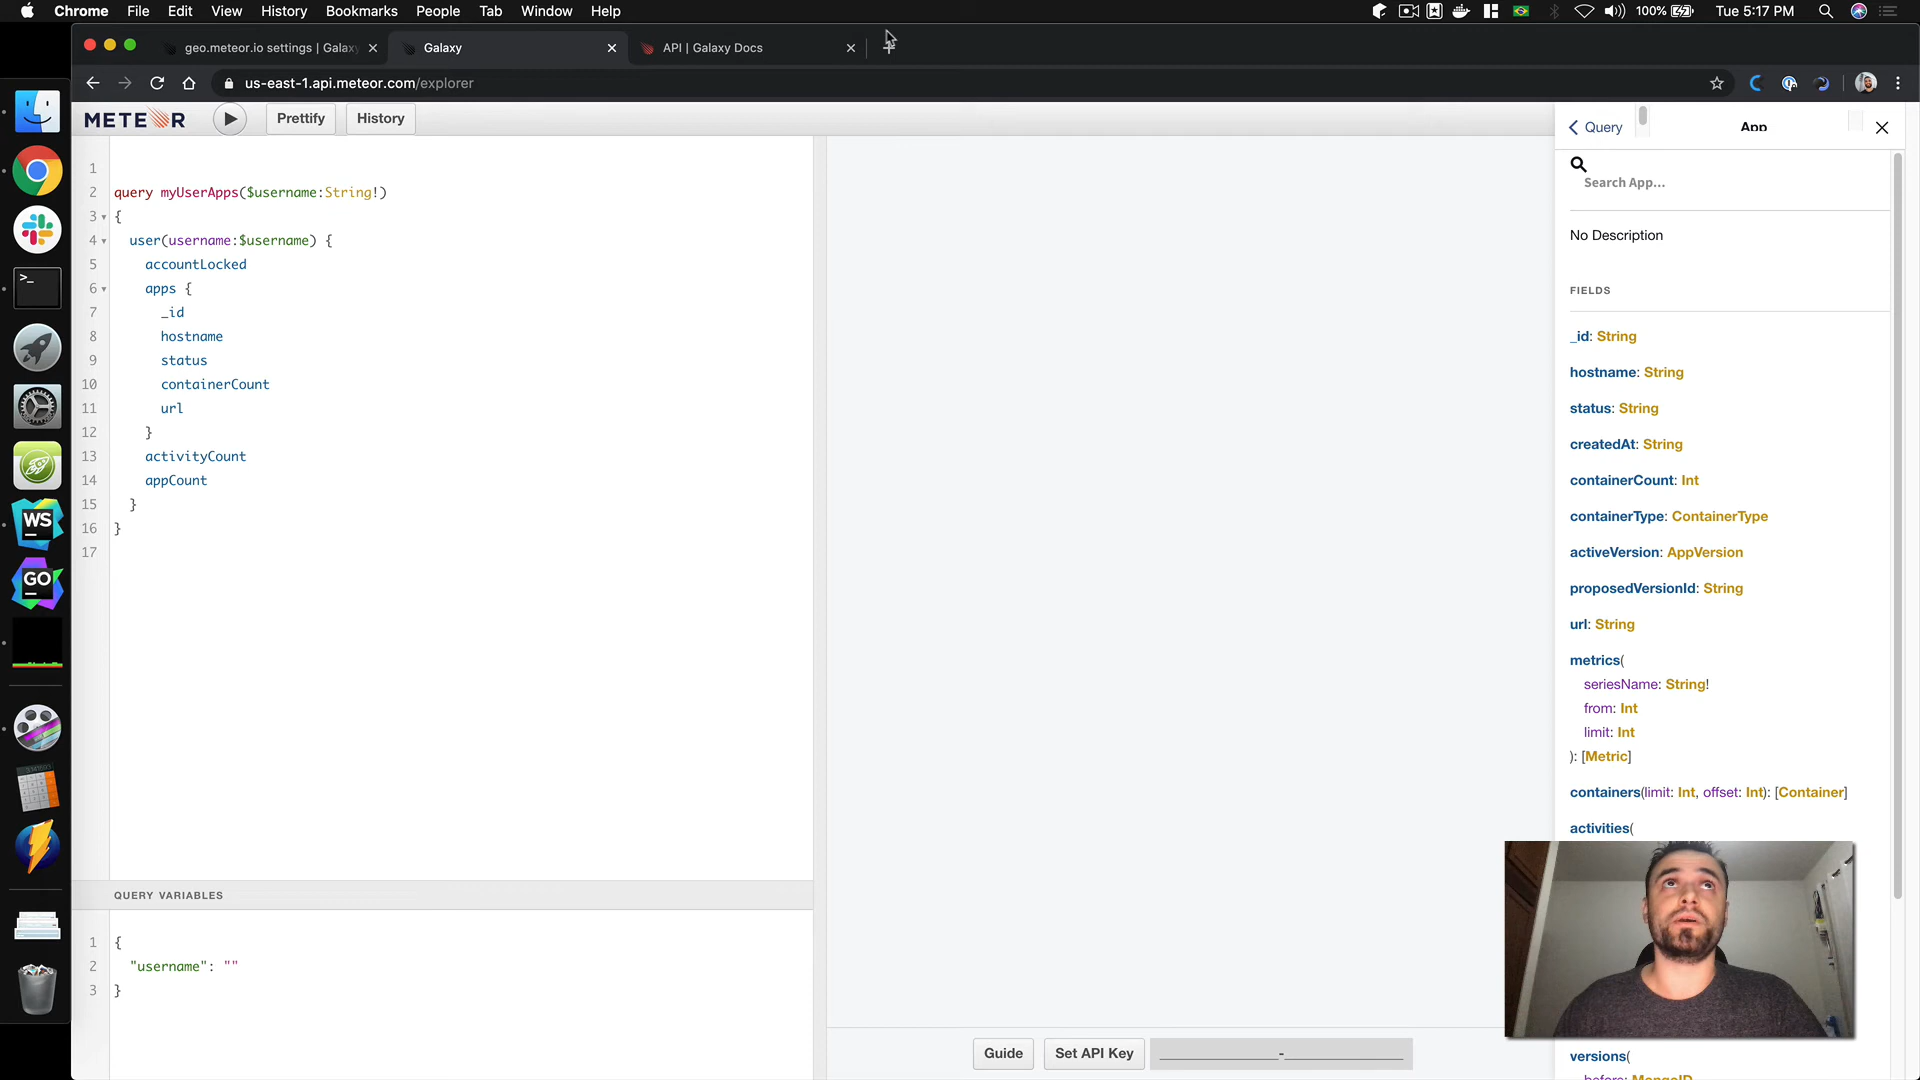 Chrome File Edit View History Bookmarks People Tab Window Help
100% Tue 5:17 PM
geo.meteor.io settings | Galaxy
Galaxy
API | Galaxy Docs
us-east-1.api.meteor.com/explorer
METEOR
Prettify
History
1
2 query myUserApps($username:String!)
3 {
4 user(username:$username) {
5 accountLocked
6 apps {
7 _id
8 hostname
9 status
10 containerCount
11 url
12 }
13 activityCount
14 appCount
15 }
16 }
17
QUERY VARIABLES
1 {
2 "username": ""
3 }
Guide
Set API Key
_-_
Query
App
Search App...
No Description
FIELDS
_id: String
hostname: String
status: String
createdAt: String
containerCount: Int
containerType: ContainerType
activeVersion: AppVersion
proposedVersionId: String
url: String
metrics(
seriesName: String!
from: Int
limit: Int
): [Metric]
containers(limit: Int, offset: Int): [Container]
activities(
versions(
before: MongoID
>_
WS
GO